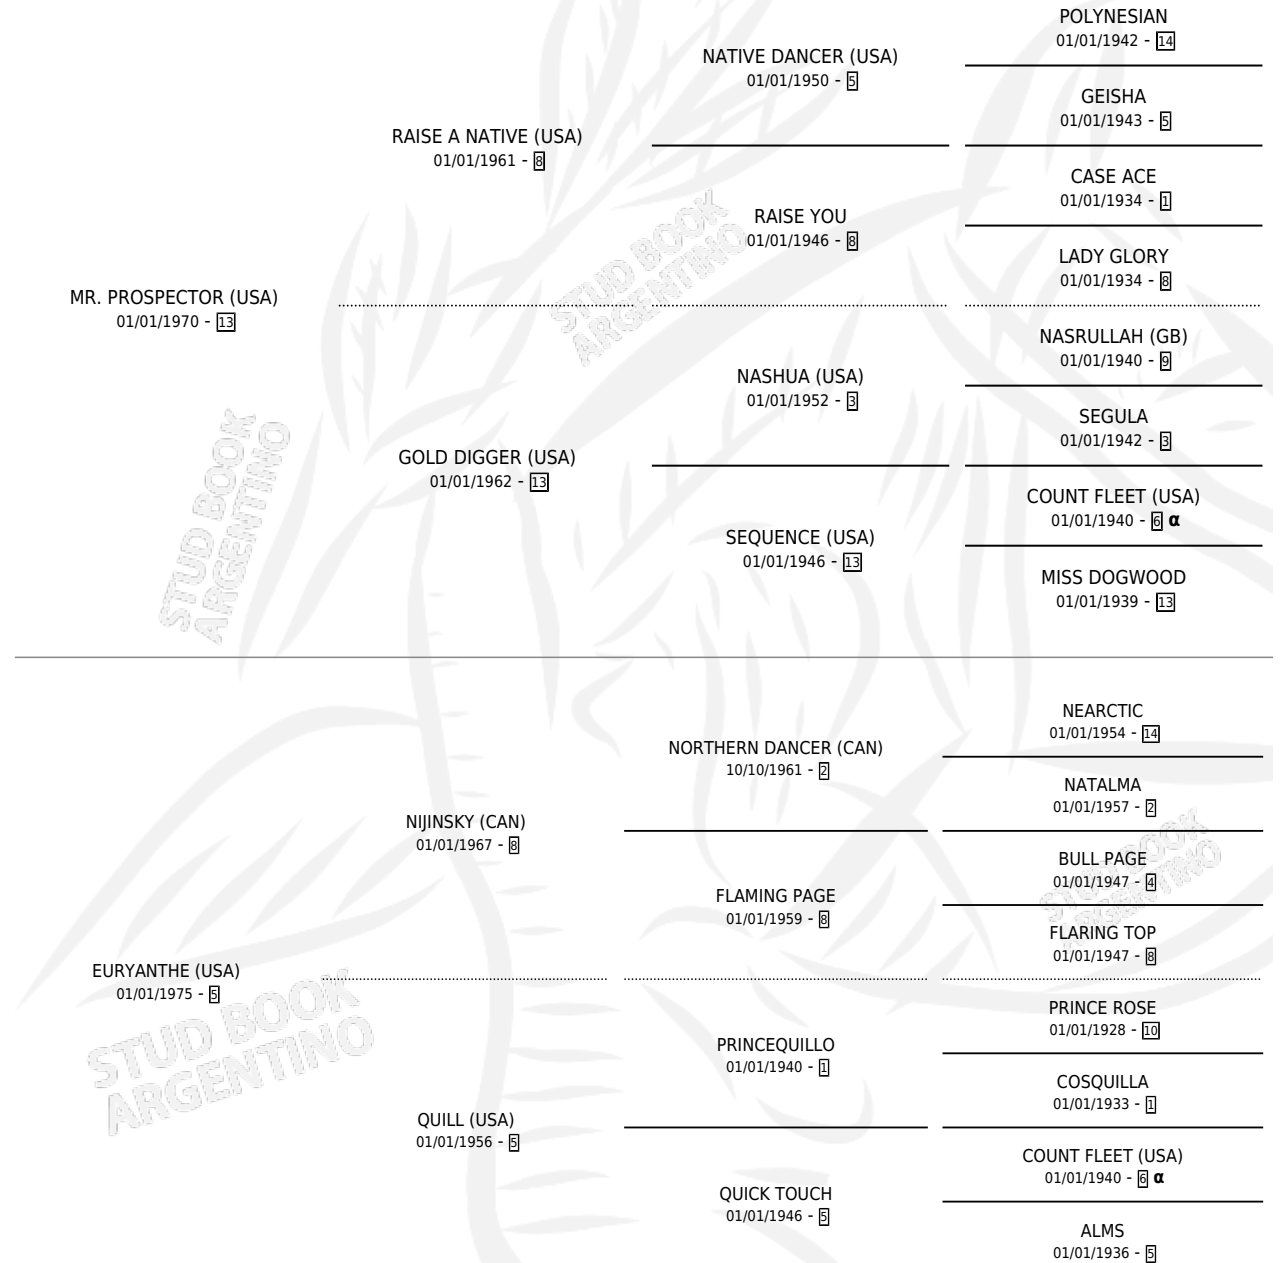 POLYNESIAN
01/01/1942 - 14
NATIVE DANCER (USA)
01/01/1950 - 5
GEISHA
01/01/1943 - 5
RAISE A NATIVE (USA)
01/01/1961 - 8
CASE ACE
01/01/1934 - 1
RAISE YOU
01/01/1946 - 8
LADY GLORY
01/01/1934 - 8
STUD BOOK
ARGENTINO
MR. PROSPECTOR (USA)
01/01/1970 - 13
NASRULLAH (GB)
01/01/1940 - 9
NASHUA (USA)
01/01/1952 - 3
SEGULA
01/01/1942 - 3
GOLD DIGGER (USA)
01/01/1962 - 13
COUNT FLEET (USA)
01/01/1940 - 6 α
SEQUENCE (USA)
01/01/1946 - 13
MISS DOGWOOD
01/01/1939 - 13
STUD BOOK
ARGENTINO
NEARCTIC
01/01/1954 - 14
NORTHERN DANCER (CAN)
10/10/1961 - 2
NATALMA
01/01/1957 - 2
NIJINSKY (CAN)
01/01/1967 - 8
BULL PAGE
01/01/1947 - 4
STUD BOOK
ARGENTINO
FLAMING PAGE
01/01/1959 - 8
FLARING TOP
01/01/1947 - 8
EURYANTHE (USA)
01/01/1975 - 5
STUD BOOK
ARGENTINO
PRINCE ROSE
01/01/1928 - 10
PRINCEQUILLO
01/01/1940 - 1
COSQUILLA
01/01/1933 - 1
QUILL (USA)
01/01/1956 - 5
COUNT FLEET (USA)
01/01/1940 - 6 α
QUICK TOUCH
01/01/1946 - 5
ALMS
01/01/1936 - 5